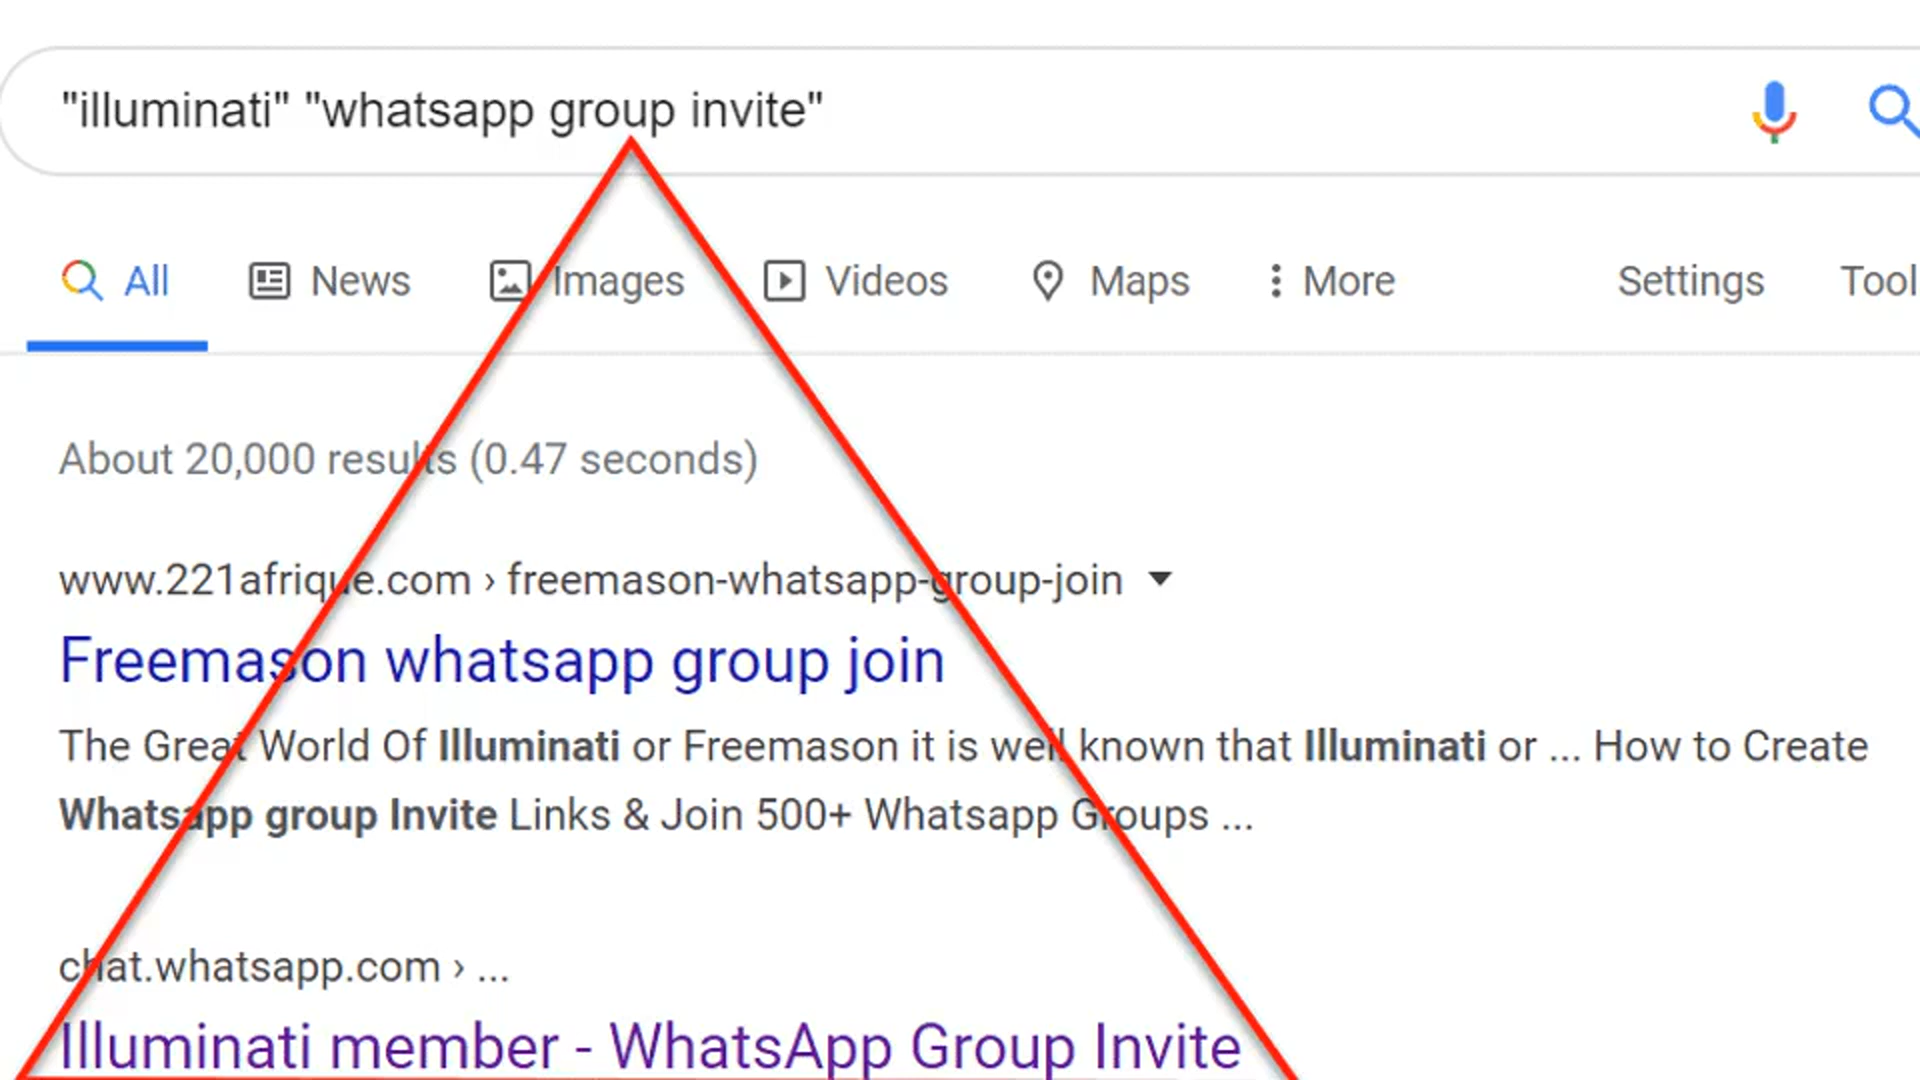 "illuminati" "whatsapp group invite"
All News Images Videos Maps More Settings Tool
About 20,000 results (0.47 seconds)
www.221afrique.com › freemason-whatsapp-group-join
Freemason whatsapp group join
The Great World Of Illuminati or Freemason it is well known that Illuminati or ... How to Create
Whatsapp group Invite Links & Join 500+ Whatsapp Groups ...
chat.whatsapp.com › ...
Illuminati member - WhatsApp Group Invite